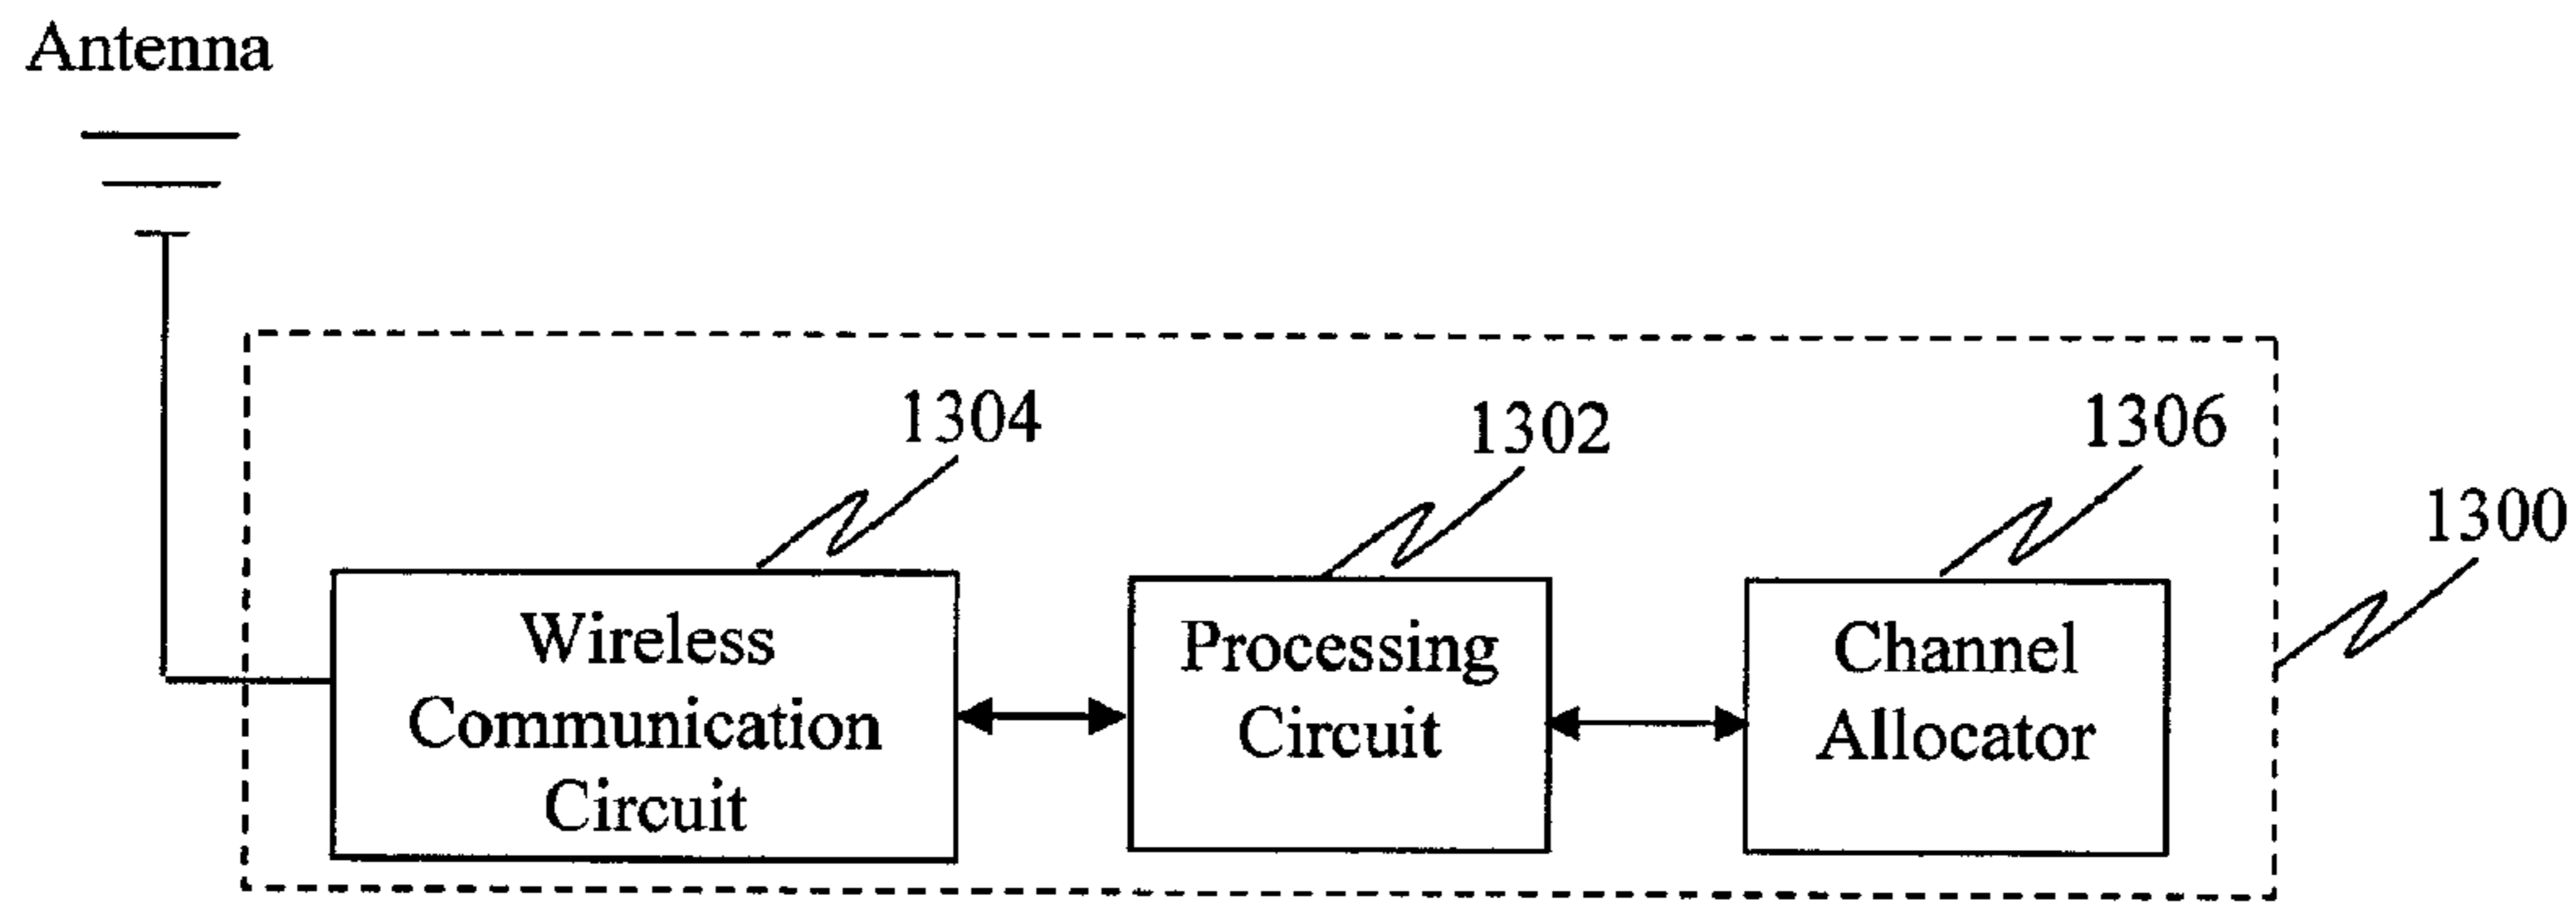 Antenna
1304
1302
1306
1300
Wireless
Communication
Circuit
Processing
Circuit
Channel
Allocator